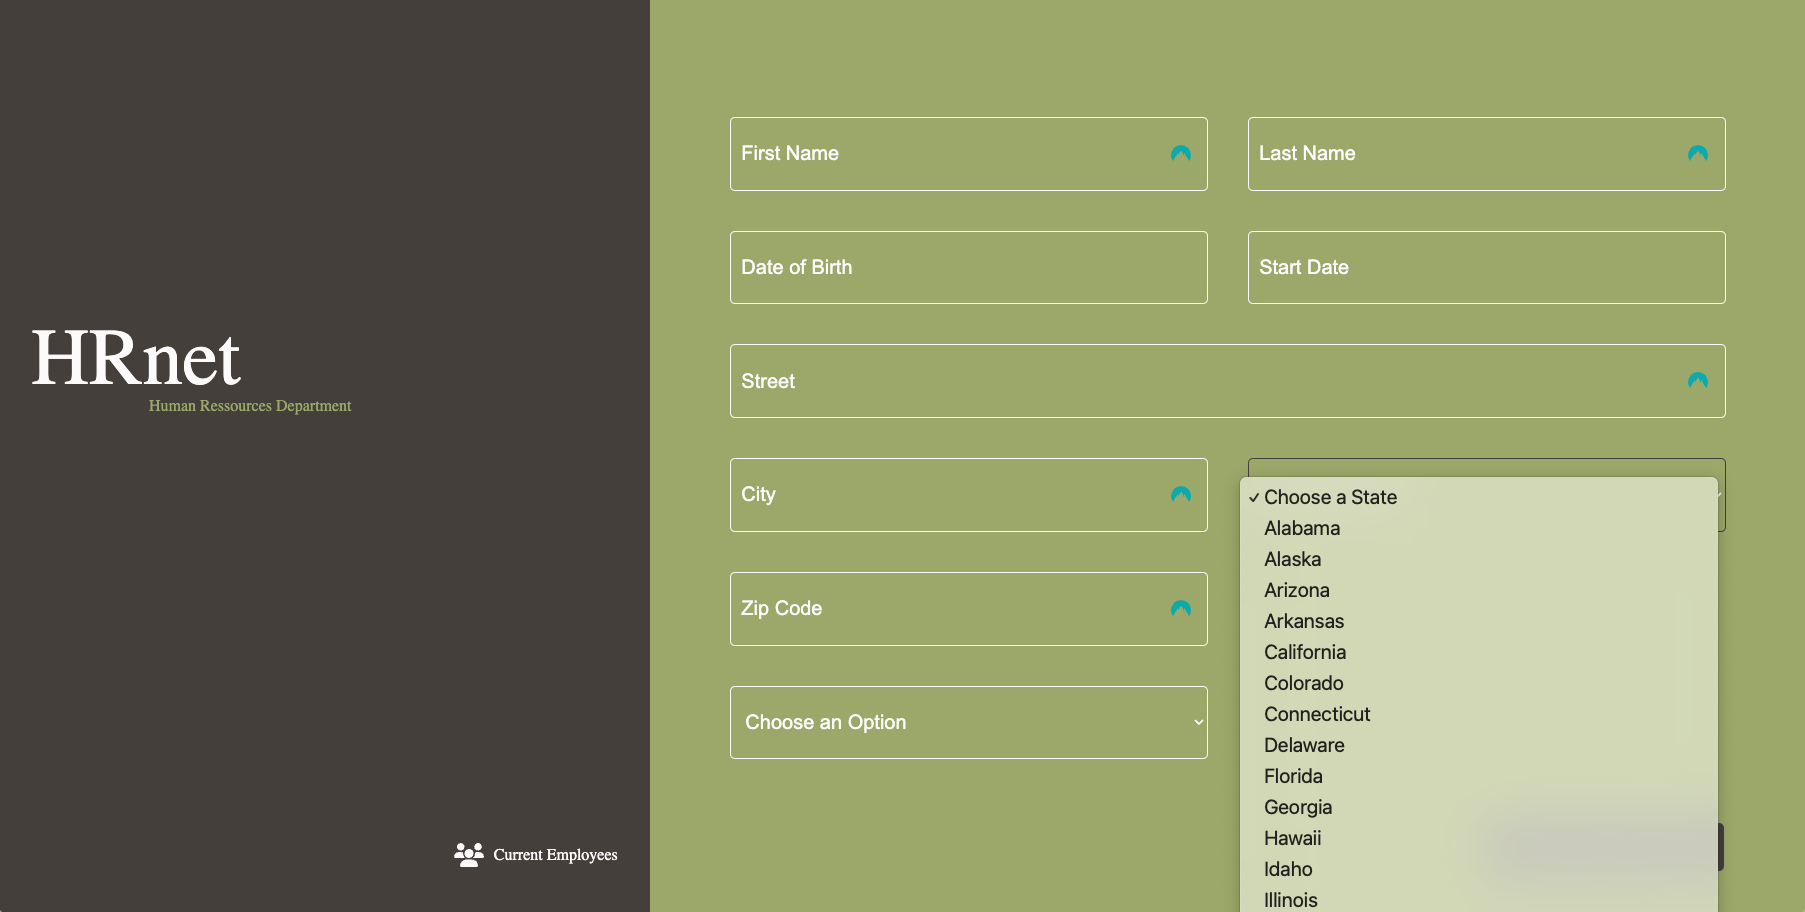 HRnet
Human Ressources Department
Current Employees
First Name
Last Name
Date of Birth
Start Date
Street
City
Choose a State
Alabama
Alaska
Arizona
Arkansas
California
Colorado
Connecticut
Delaware
Florida
Georgia
Hawaii
Idaho
Illinois
Zip Code
Choose an Option